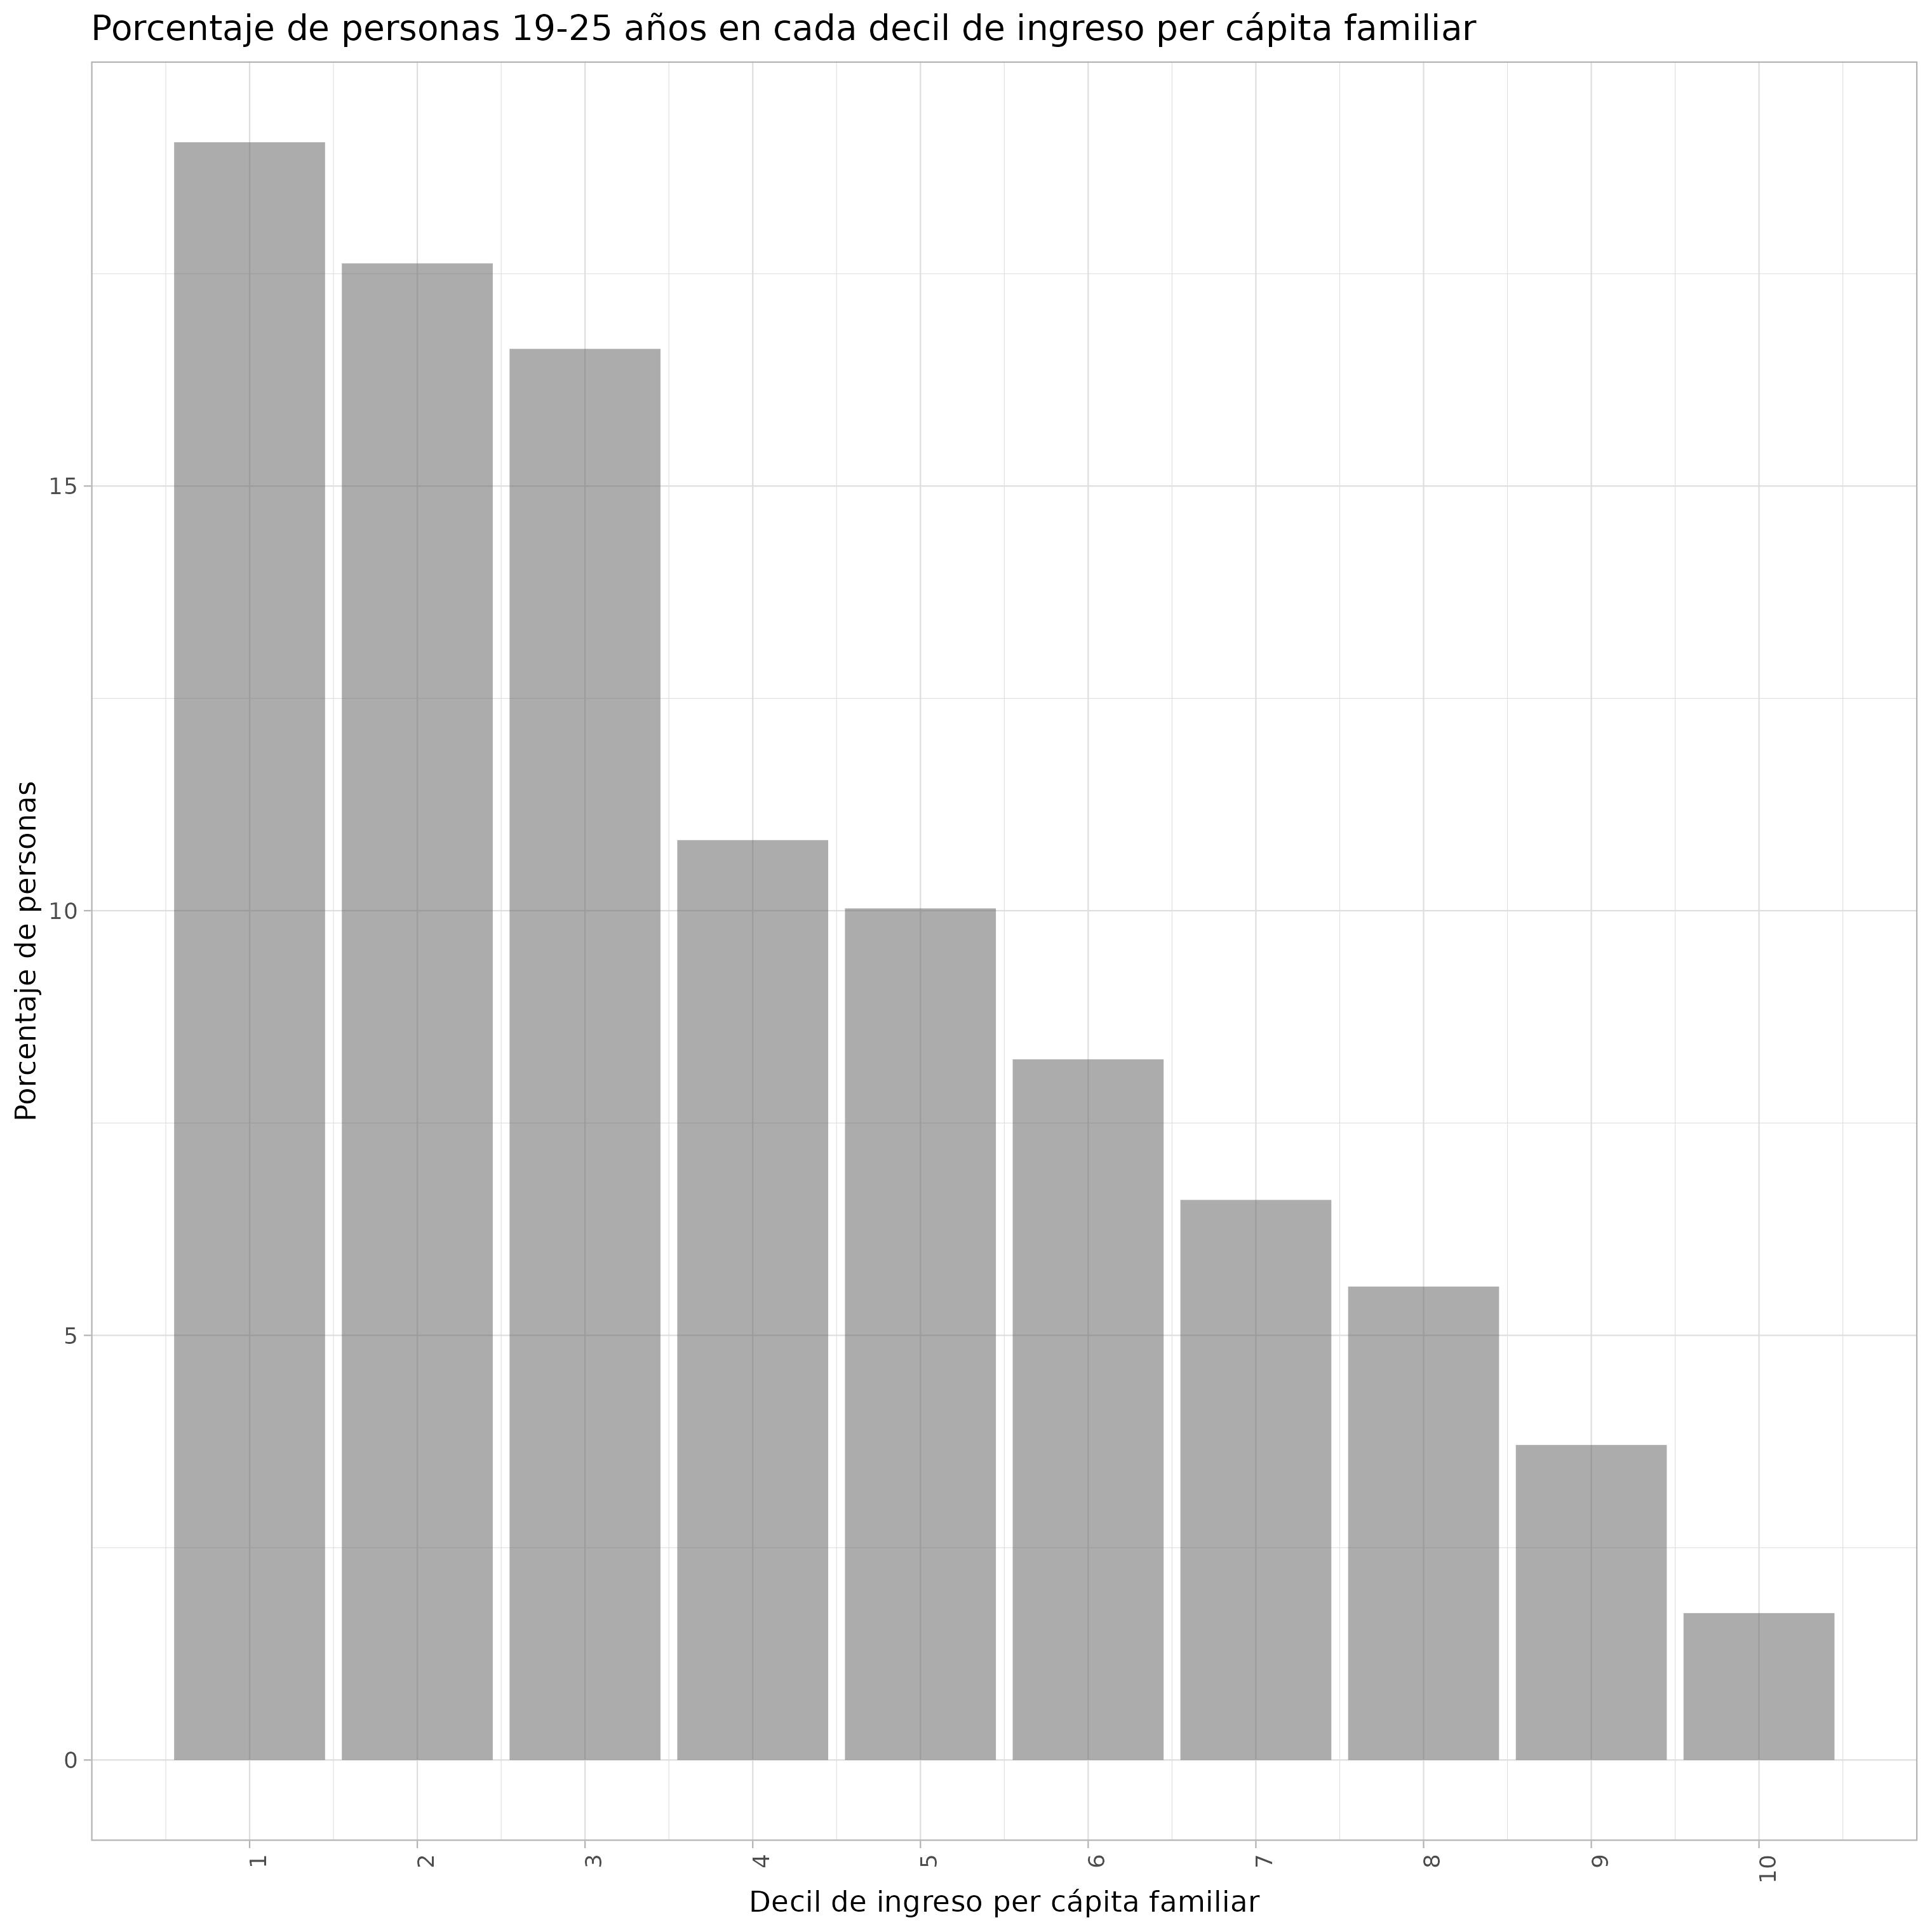 Porcentaje de personas 19-25 años en cada decil de ingreso per cápita familiar
Porcentaje de personas
15
10
5
0
1 2 3 4 5 6 7 8 9 10
Decil de ingreso per cápita familiar